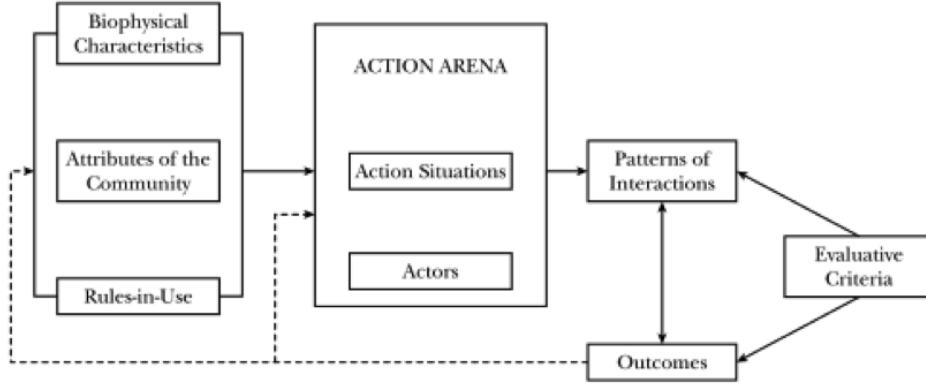 Biophysical
Characteristics
Attributes of the
Community
Rules-in-Use
ACTION ARENA
Action Situations
Actors
Patterns of
Interactions
Outcomes
Evaluative
Criteria